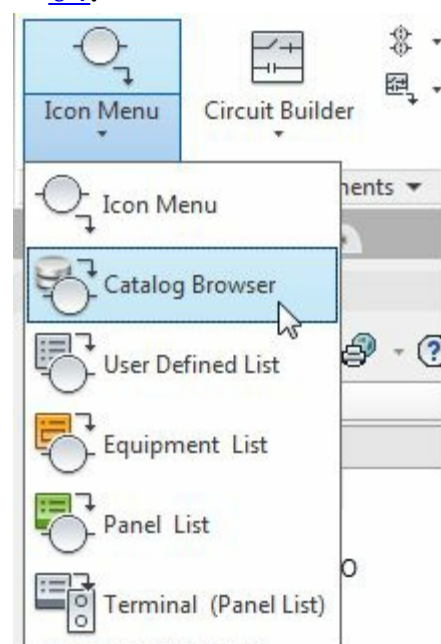 Icon Menu Circuit Builder
Icon Menu
nents
Catalog Browser
User Defined List
Equipment List
Panel List
O
Terminal (Panel List)